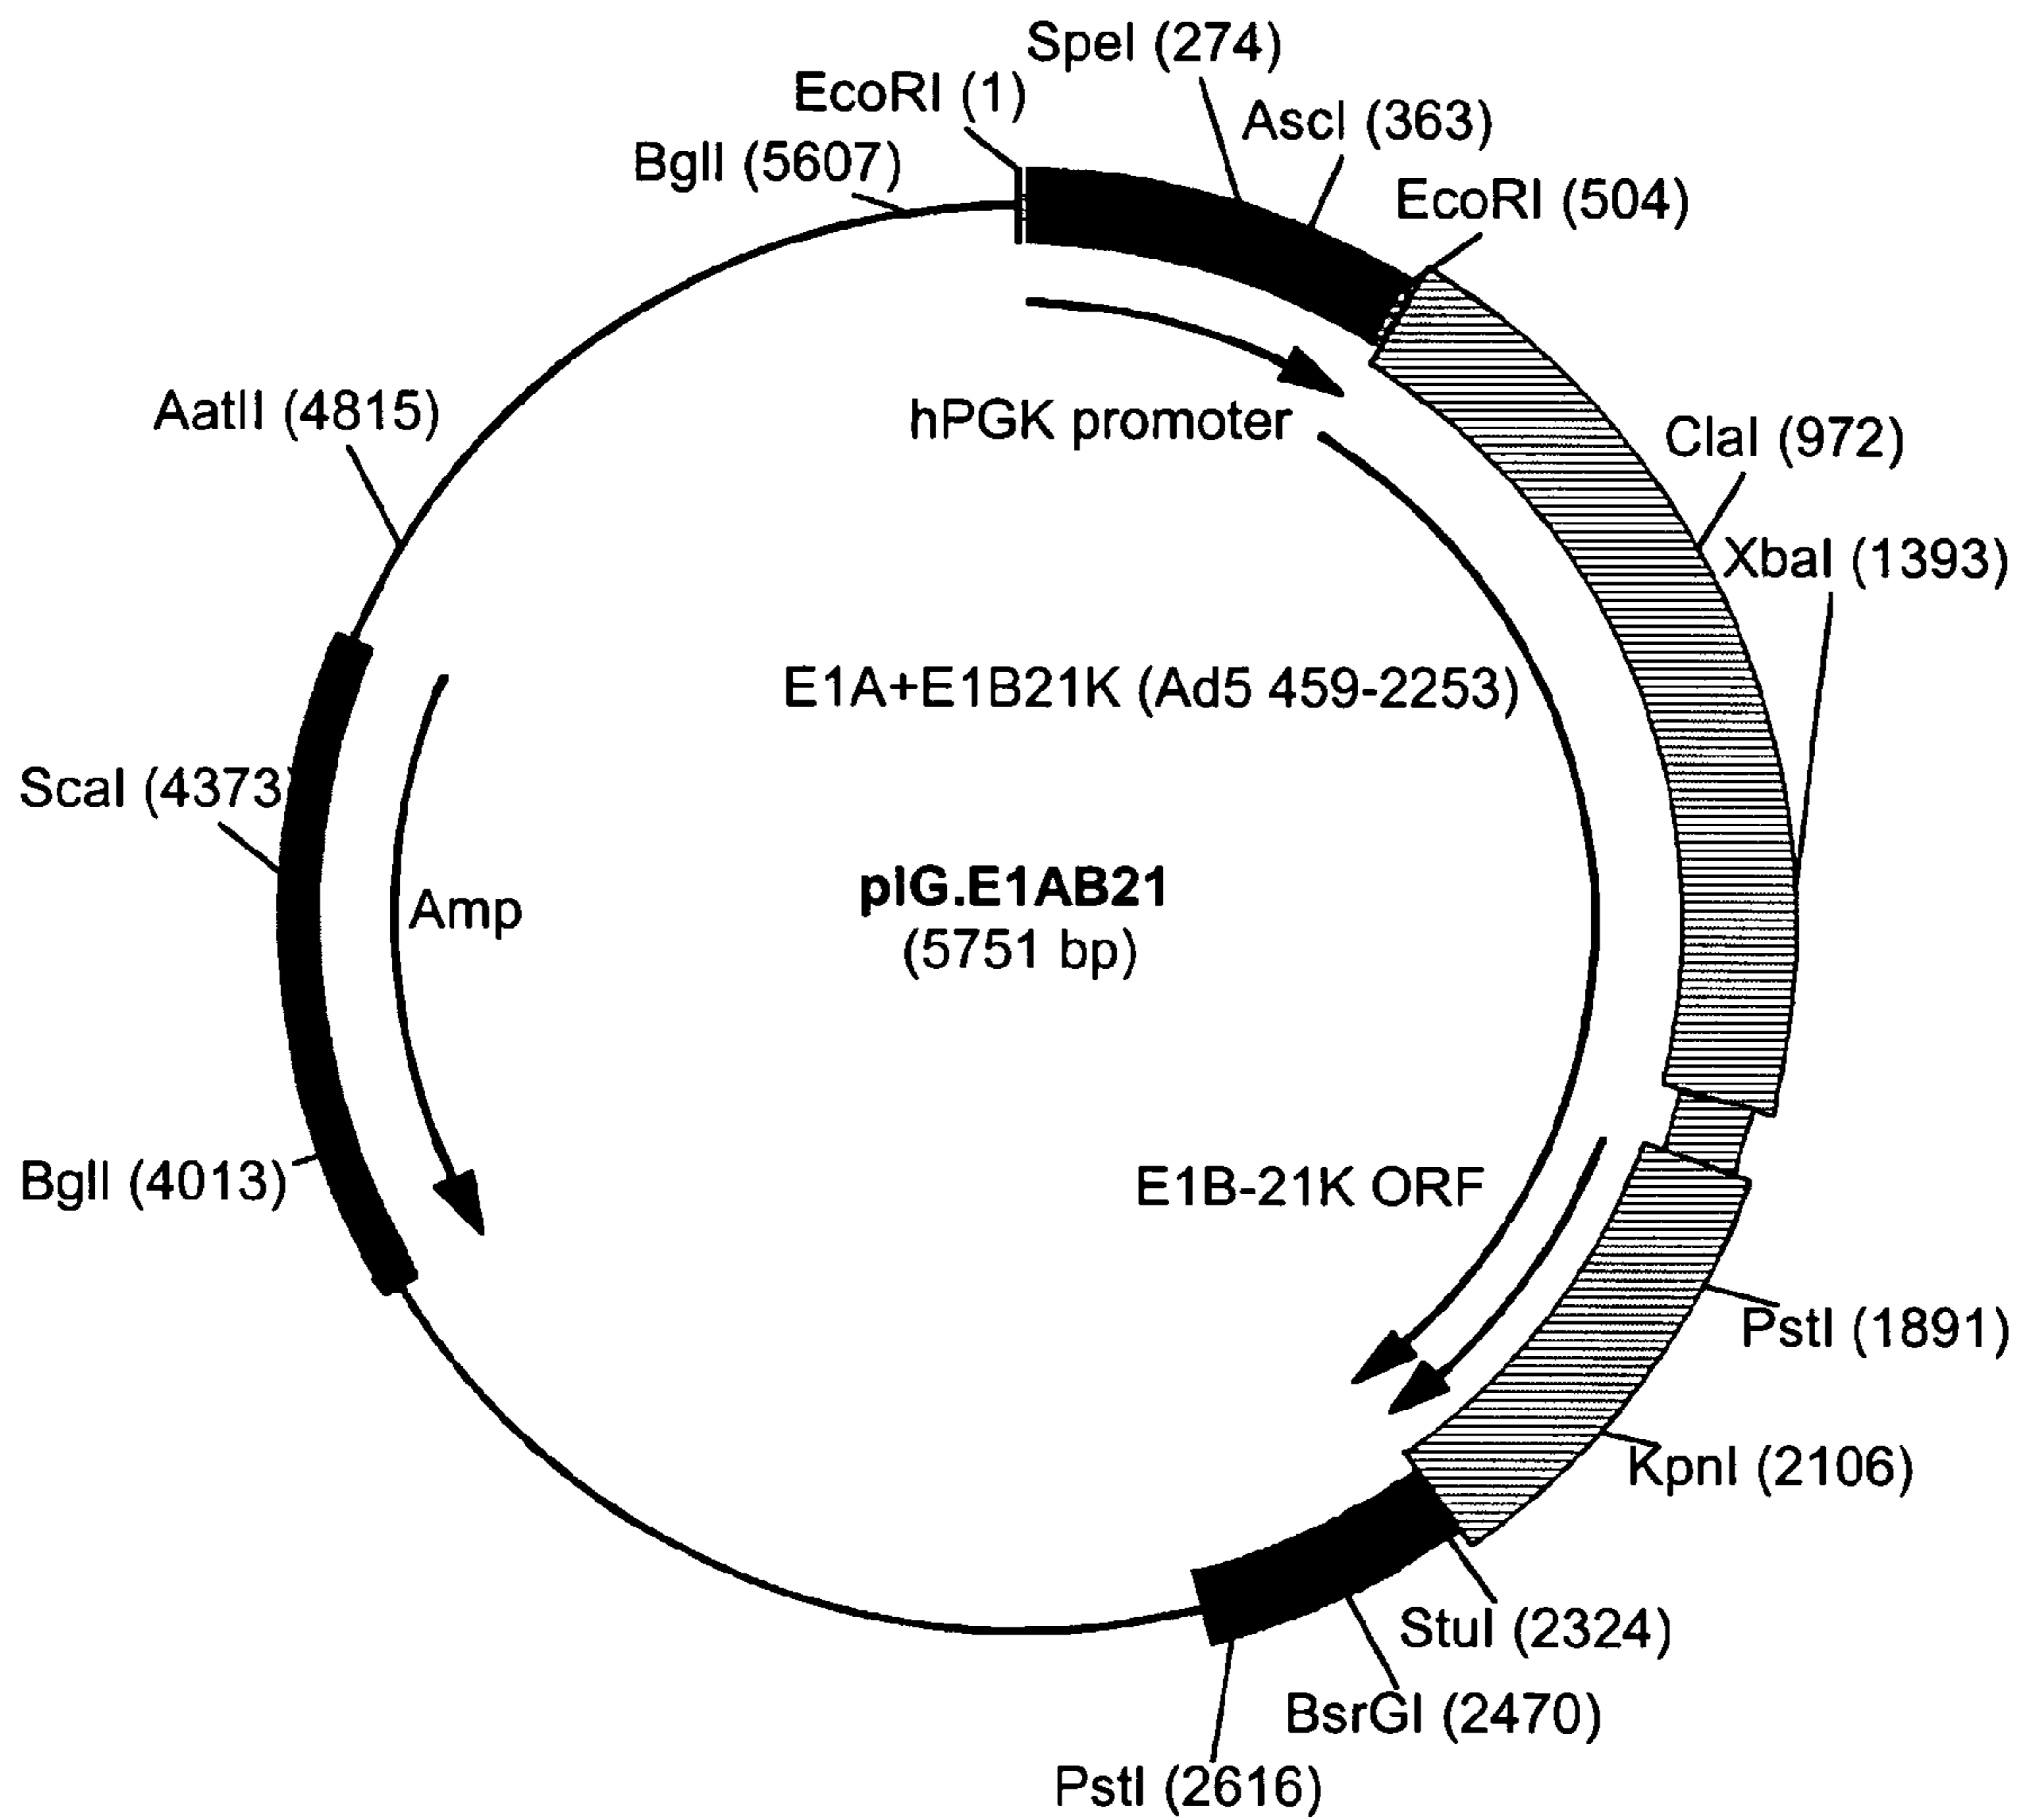 SpeI (274)
EcoRI (1)
AscI (363)
BglI (5607)
EcoRI (504)
AatII (4815)
hPGK promoter
ClaI (972)
XbaI (1393)
E1A+E1B21K (Ad5 459-2253)
ScaI (4373)
pIG.E1AB21
Amp
(5751 bp)
BglI (4013)
E1B-21K ORF
PstI (1891)
KpnI (2106)
StuI (2324)
BsrGI (2470)
PstI (2616)